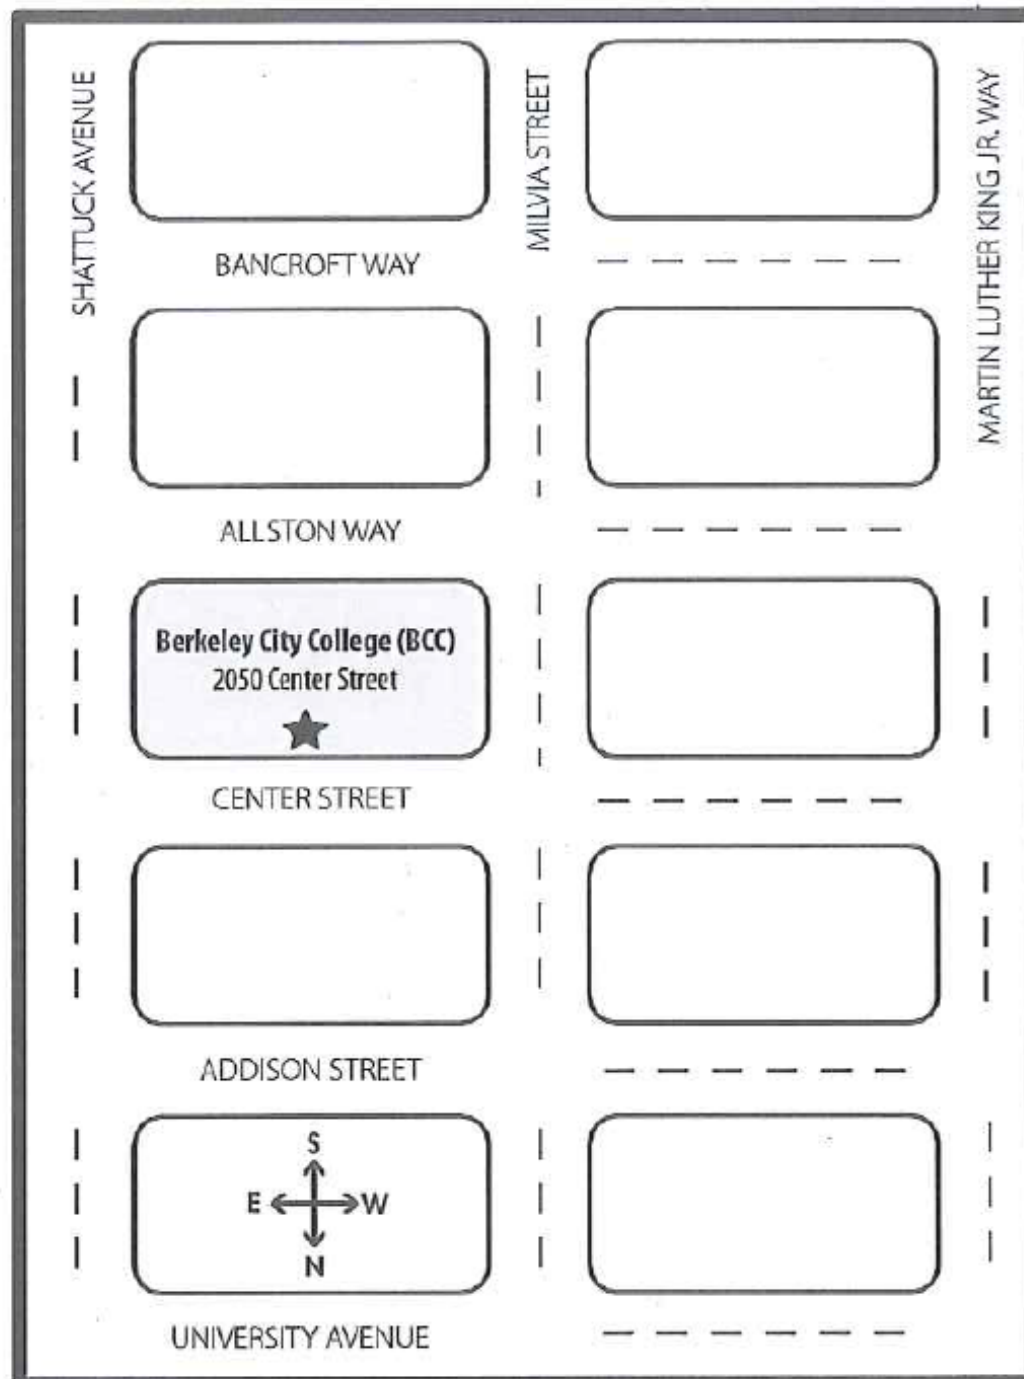 SHATTUCK AVENUE
MILVIA STREET
MARTIN LUTHER KING JR. WAY
BANCROFT WAY
ALLSTON WAY
Berkeley City College (BCC)
2050 Center Street
CENTER STREET
ADDISON STREET
S
E W
N
UNIVERSITY AVENUE